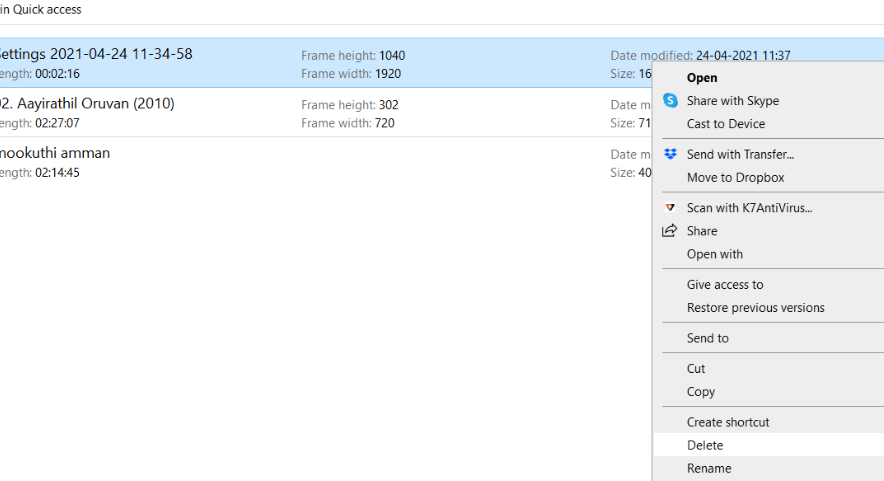 in Quick access
Settings 2021-04-24 11-34-58
Frame height: 1040
Date modified: 24-04-2021 11:37
Length: 00:02:16
Frame width: 1920
Size: 16
02. Aayirathil Oruvan (2010)
Frame height: 302
Date m
Length: 02:27:07
Frame width: 720
Size: 71
mookuthi amman
Date m
Length: 02:14:45
Size: 40
Open
Share with Skype
Cast to Device
Send with Transfer...
Move to Dropbox
Scan with K7AntiVirus...
Share
Open with
Give access to
Restore previous versions
Send to
Cut
Copy
Create shortcut
Delete
Rename